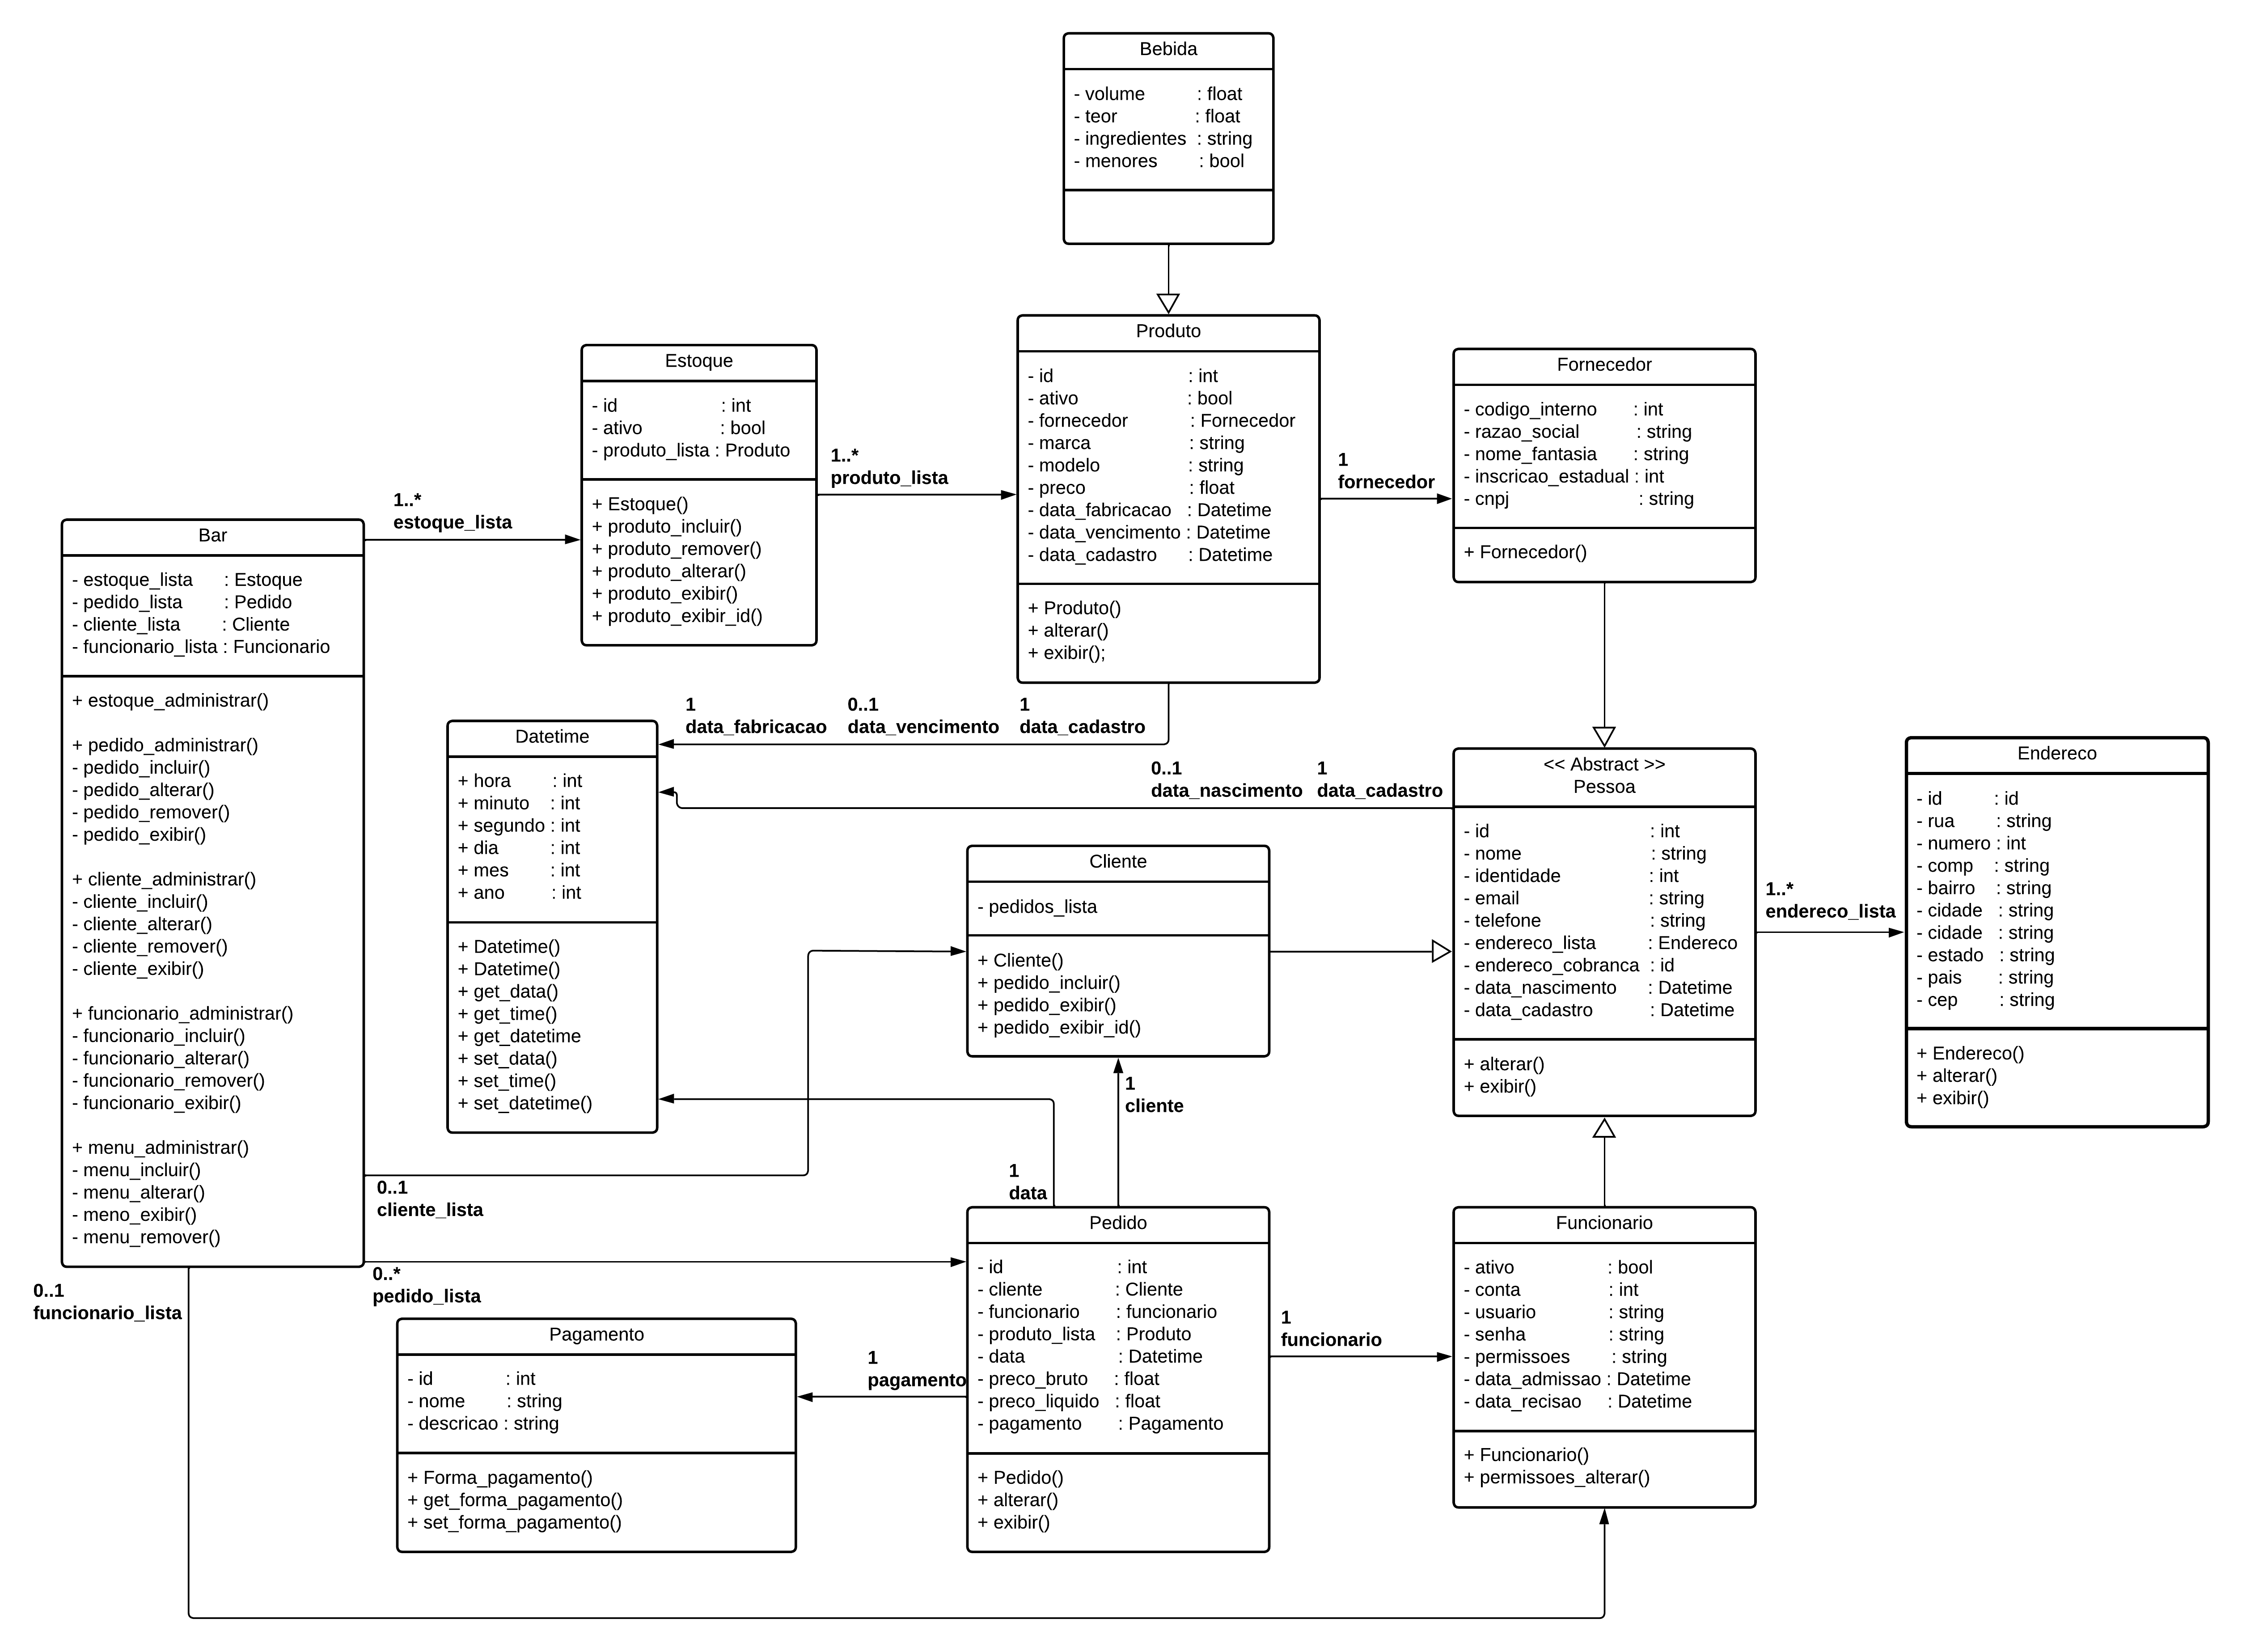 Bebida
- volume : float
- teor : float
- ingredientes : string
- menores : bool
Produto
- id : int
- ativo : bool
- fornecedor : Fornecedor
- marca : string
- modelo : string
- preco : float
- data_fabricacao : Datetime
- data_vencimento : Datetime
- data_cadastro : Datetime
+ Produto()
+ alterar()
+ exibir();
Estoque
- id : int
- ativo : bool
- produto_lista : Produto
+ Estoque()
+ produto_incluir()
+ produto_remover()
+ produto_alterar()
+ produto_exibir()
+ produto_exibir_id()
1..*
produto_lista
1
fornecedor
Fornecedor
- codigo_interno : int
- razao_social : string
- nome_fantasia : string
- inscricao_estadual : int
- cnpj : string
+ Fornecedor()
1..*
estoque_lista
Bar
- estoque_lista : Estoque
- pedido_lista : Pedido
- cliente_lista : Cliente
- funcionario_lista : Funcionario
+ estoque_administrar()
+ pedido_administrar()
- pedido_incluir()
- pedido_alterar()
- pedido_remover()
- pedido_exibir()
+ cliente_administrar()
- cliente_incluir()
- cliente_alterar()
- cliente_remover()
- cliente_exibir()
+ funcionario_administrar()
- funcionario_incluir()
- funcionario_alterar()
- funcionario_remover()
- funcionario_exibir()
+ menu_administrar()
- menu_incluir()
- menu_alterar()
- meno_exibir()
- menu_remover()
1
data_fabricacao
0..1
data_vencimento
1
data_cadastro
Datetime
+ hora : int
+ minuto : int
+ segundo : int
+ dia : int
+ mes : int
+ ano : int
+ Datetime()
+ Datetime()
+ get_data()
+ get_time()
+ get_datetime
+ set_data()
+ set_time()
+ set_datetime()
0..1
data_nascimento
1
data_cadastro
<< Abstract >>
Pessoa
- id : int
- nome : string
- identidade : int
- email : string
- telefone : string
- endereco_lista : Endereco
- endereco_cobranca : id
- data_nascimento : Datetime
- data_cadastro : Datetime
+ alterar()
+ exibir()
1..*
endereco_lista
Endereco
- id : id
- rua : string
- numero : int
- comp : string
- bairro : string
- cidade : string
- cidade : string
- estado : string
- pais : string
- cep : string
+ Endereco()
+ alterar()
+ exibir()
Cliente
- pedidos_lista
+ Cliente()
+ pedido_incluir()
+ pedido_exibir()
+ pedido_exibir_id()
1
cliente
1
data
0..1
cliente_lista
0..*
pedido_lista
0..1
funcionario_lista
Pagamento
- id : int
- nome : string
- descricao : string
+ Forma_pagamento()
+ get_forma_pagamento()
+ set_forma_pagamento()
1
pagamento
Pedido
- id : int
- cliente : Cliente
- funcionario : funcionario
- produto_lista : Produto
- data : Datetime
- preco_bruto : float
- preco_liquido : float
- pagamento : Pagamento
+ Pedido()
+ alterar()
+ exibir()
1
funcionario
Funcionario
- ativo : bool
- conta : int
- usuario : string
- senha : string
- permissoes : string
- data_admissao : Datetime
- data_recisao : Datetime
+ Funcionario()
+ permissoes_alterar()